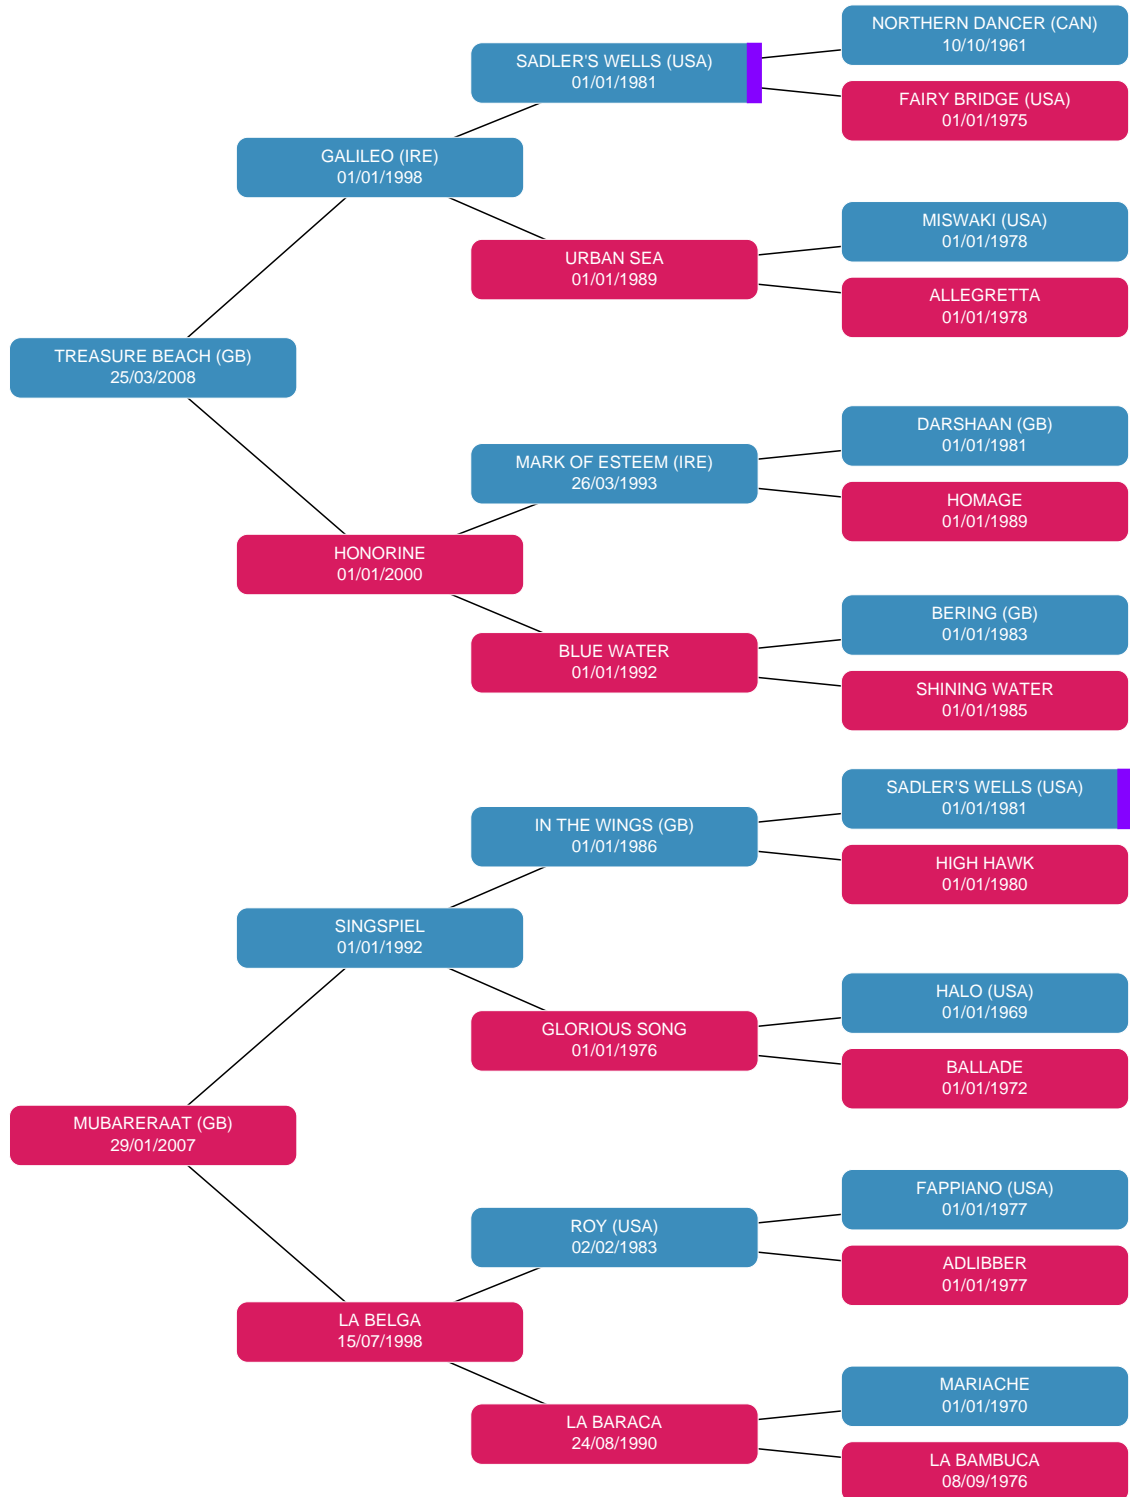 NORTHERN DANCER (CAN)
10/10/1961
SADLER'S WELLS (USA)
01/01/1981
FAIRY BRIDGE (USA)
01/01/1975
GALILEO (IRE)
01/01/1998
MISWAKI (USA)
01/01/1978
URBAN SEA
01/01/1989
ALLEGRETTA
01/01/1978
TREASURE BEACH (GB)
25/03/2008
DARSHAAN (GB)
01/01/1981
MARK OF ESTEEM (IRE)
26/03/1993
HOMAGE
01/01/1989
HONORINE
01/01/2000
BERING (GB)
01/01/1983
BLUE WATER
01/01/1992
SHINING WATER
01/01/1985
SADLER'S WELLS (USA)
01/01/1981
IN THE WINGS (GB)
01/01/1986
HIGH HAWK
01/01/1980
SINGSPIEL
01/01/1992
HALO (USA)
01/01/1969
GLORIOUS SONG
01/01/1976
BALLADE
01/01/1972
MUBARERAAT (GB)
29/01/2007
FAPPIANO (USA)
01/01/1977
ROY (USA)
02/02/1983
ADLIBBER
01/01/1977
LA BELGA
15/07/1998
MARIACHE
01/01/1970
LA BARACA
24/08/1990
LA BAMBUCA
08/09/1976